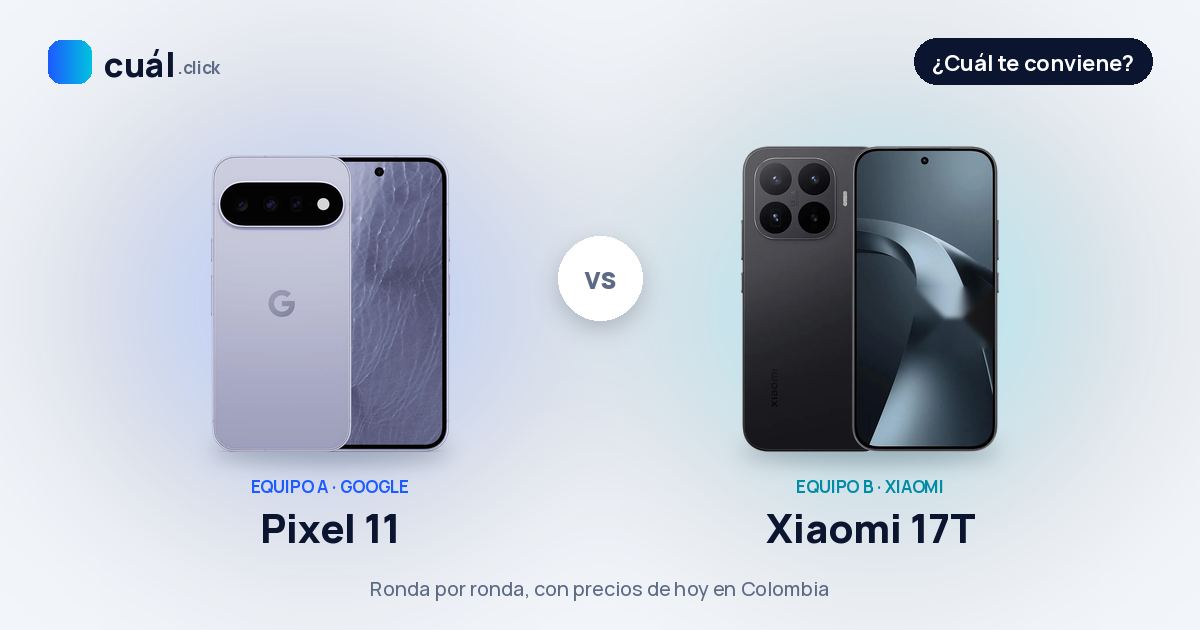 cuál.click
¿Cuál te conviene?
G
xiaomi
vs
EQUIPO A · GOOGLE
Pixel 11
EQUIPO B · XIAOMI
Xiaomi 17T
Ronda por ronda, con precios de hoy en Colombia